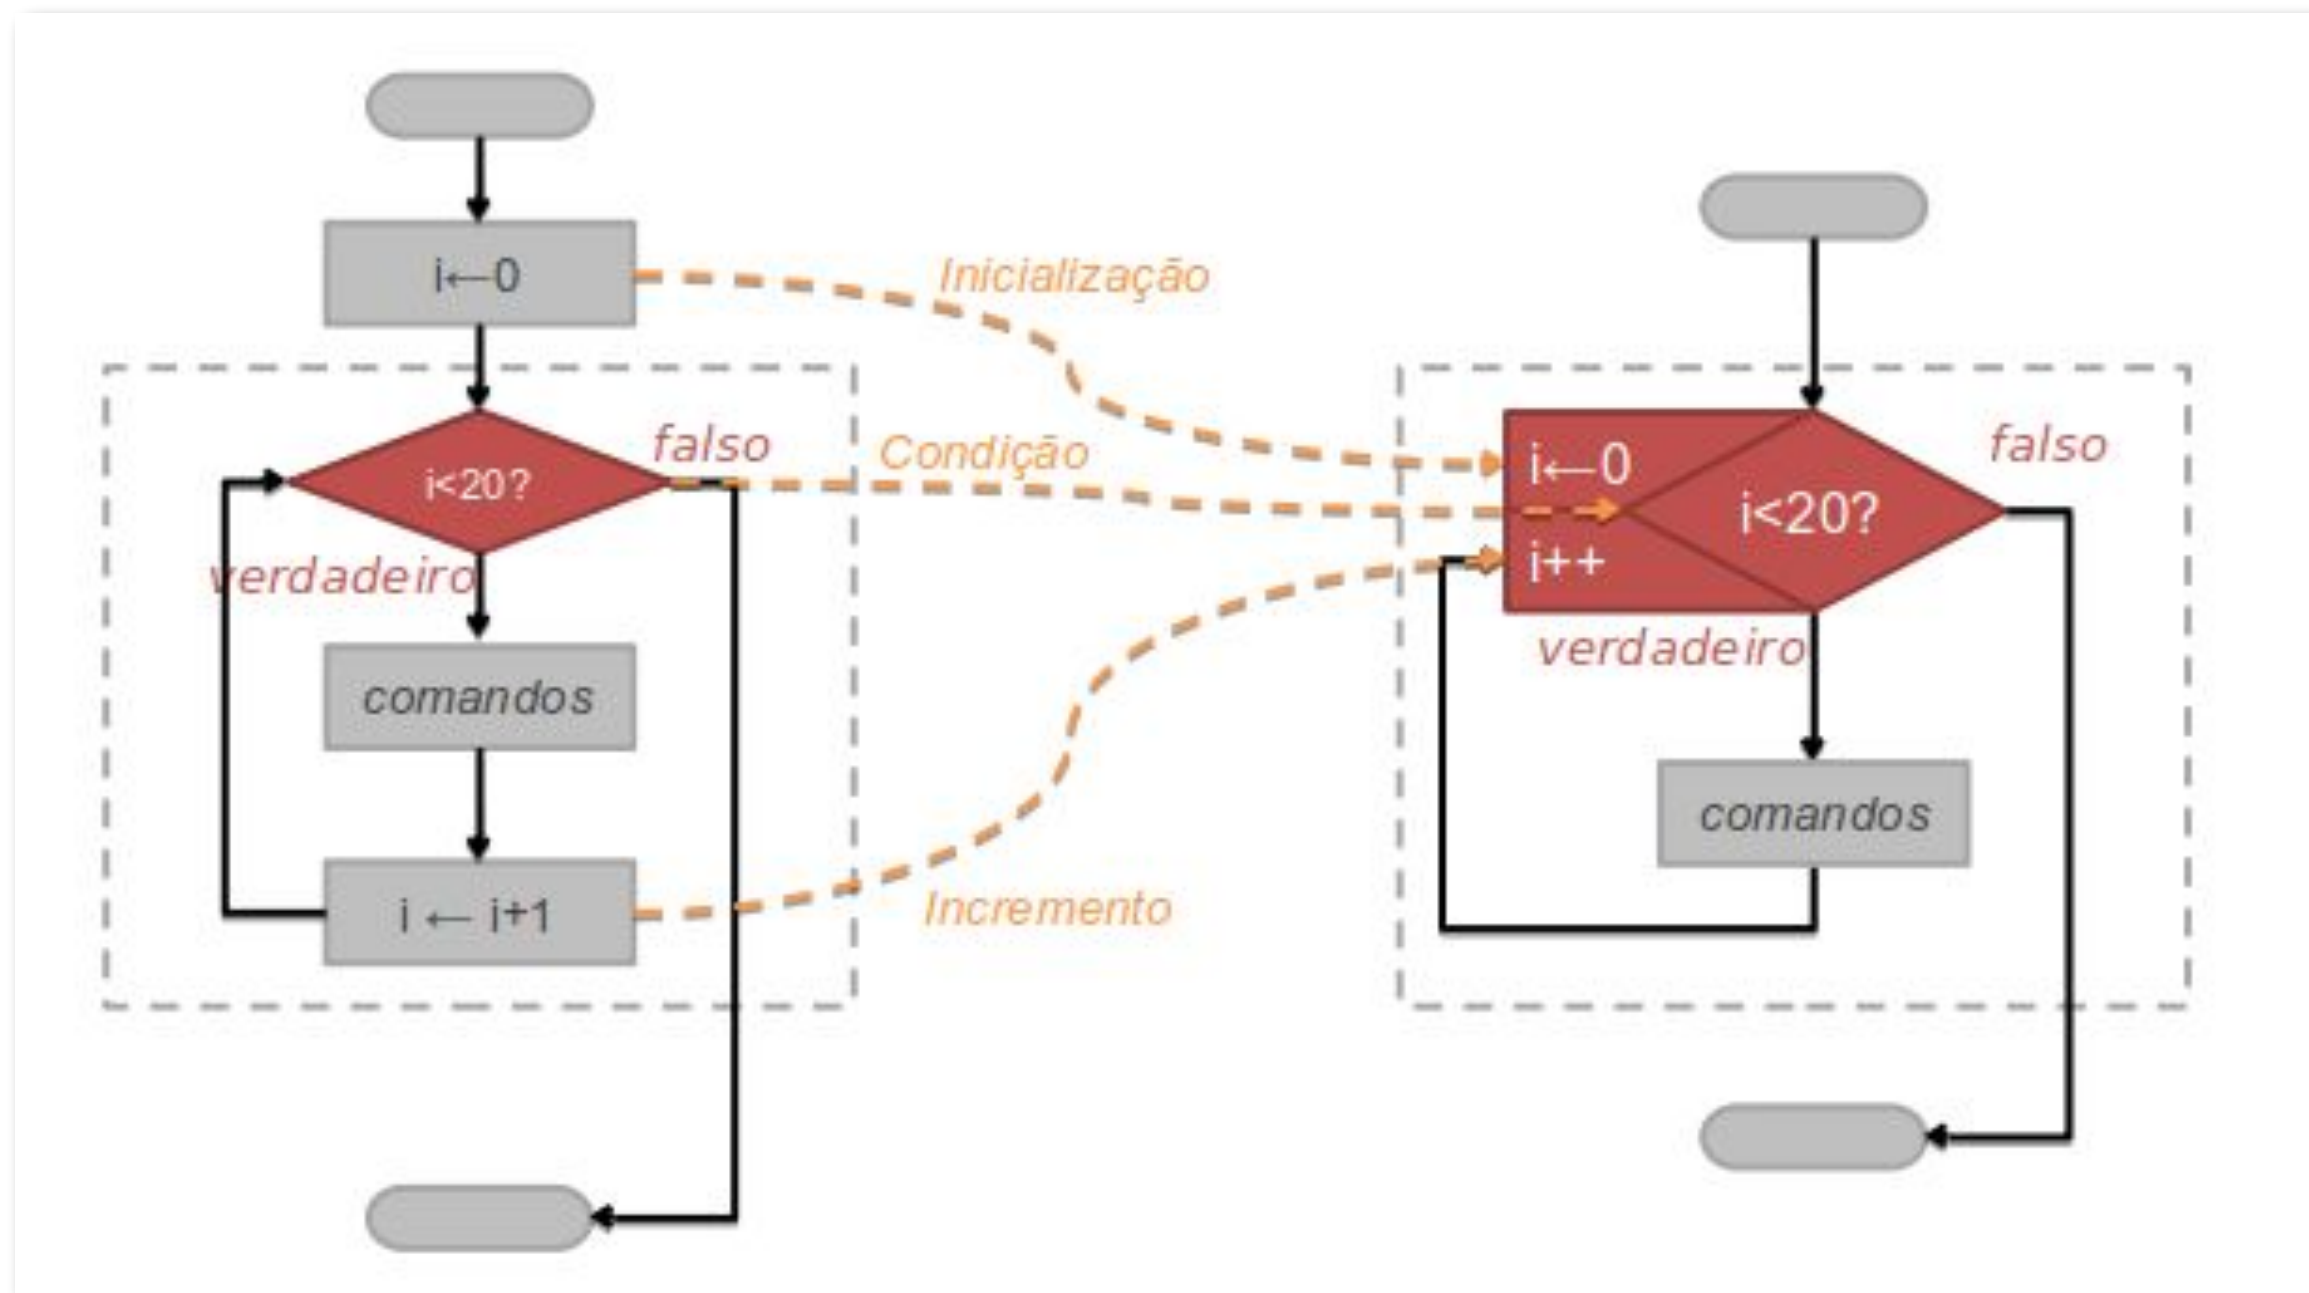 i←0
i<20?
falso
verdadeiro
comandos
i ← i+1
Inicialização
Condição
Incremento
i←0
i<20?
i++
falso
verdadeiro
comandos